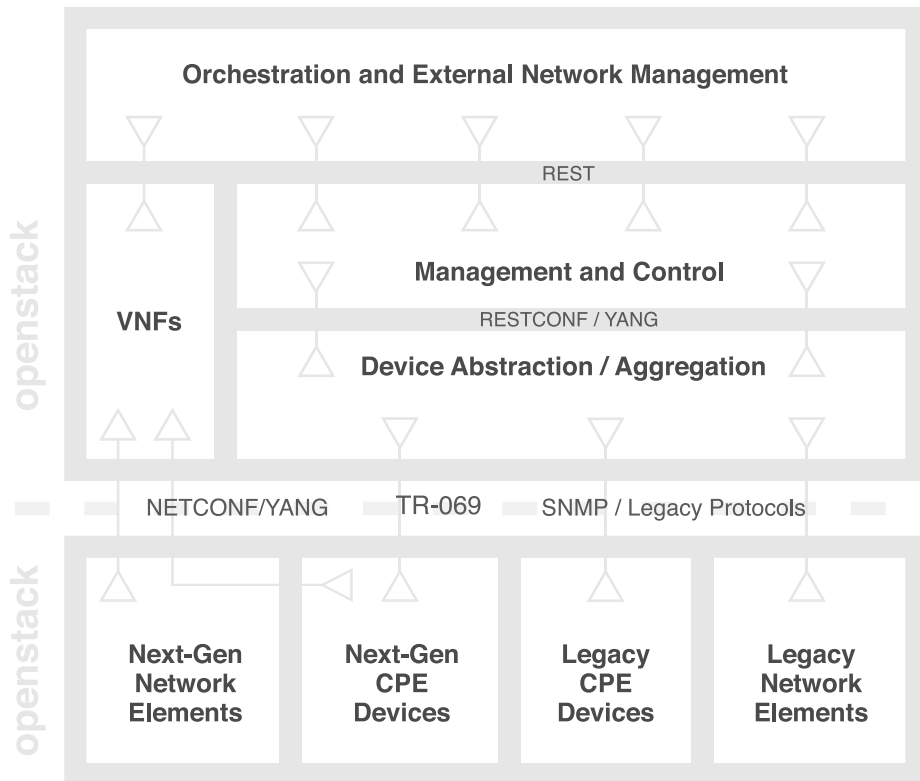 Orchestration and External Network Management
REST
openstack
VNFs
Management and Control
RESTCONF / YANG
Device Abstraction / Aggregation
NETCONF/YANG
TR-069
SNMP / Legacy Protocols
openstack
Next-Gen
Network
Elements
Next-Gen
CPE
Devices
Legacy
CPE
Devices
Legacy
Network
Elements